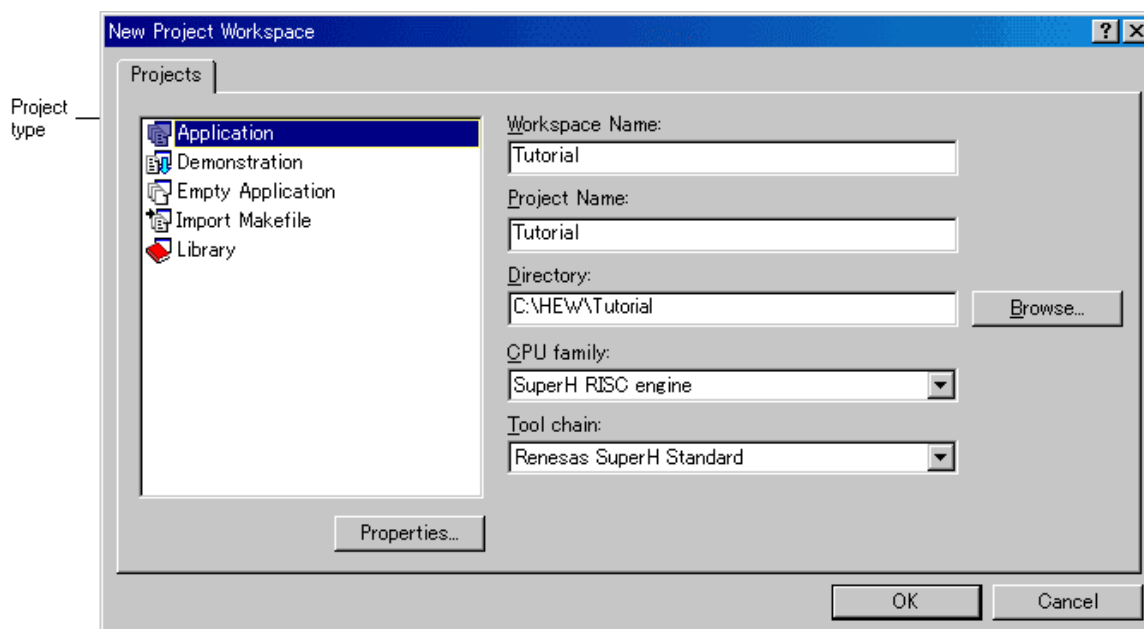 New Project Workspace
Projects
Project
type
Application
Demonstration
Empty Application
Import Makefile
Library
Workspace Name:
Tutorial
Project Name:
Tutorial
Directory:
C:\HEW\Tutorial
Browse...
CPU family:
SuperH RISC engine
Tool chain:
Renesas SuperH Standard
Properties...
OK
Cancel